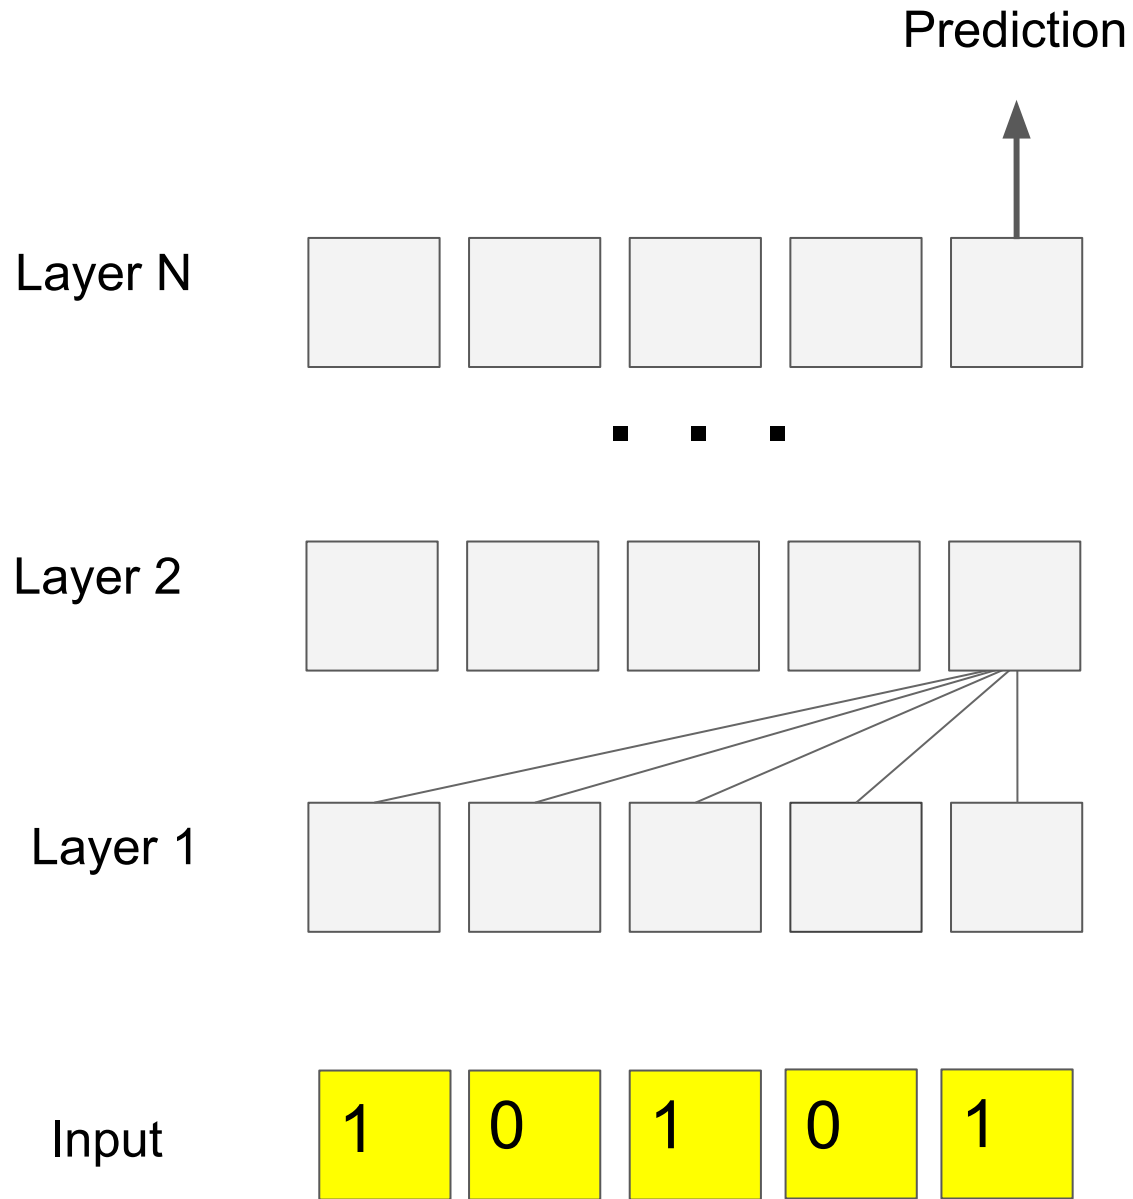 Prediction
Layer N
. . .
Layer 2
Layer 1
Input 1 0 1 0 1